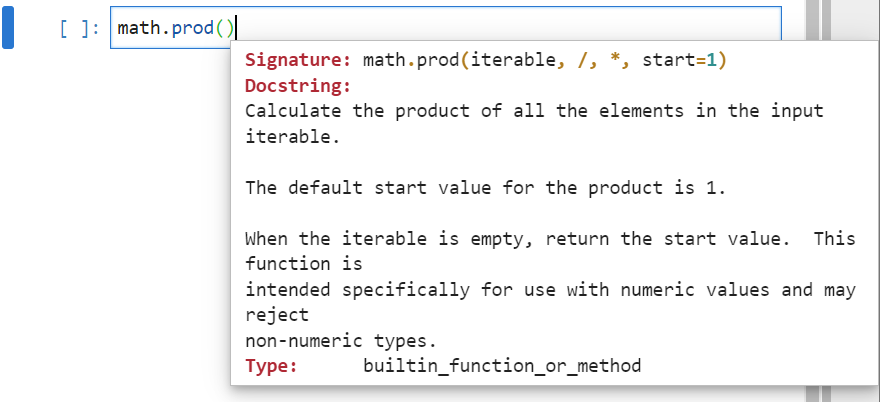 [ ]: math.prod()
Signature: math.prod(iterable, /, *, start=1)
Docstring:
Calculate the product of all the elements in the input
iterable.
The default start value for the product is 1.
When the iterable is empty, return the start value.  This
function is
intended specifically for use with numeric values and may
reject
non-numeric types.
Type:      builtin_function_or_method